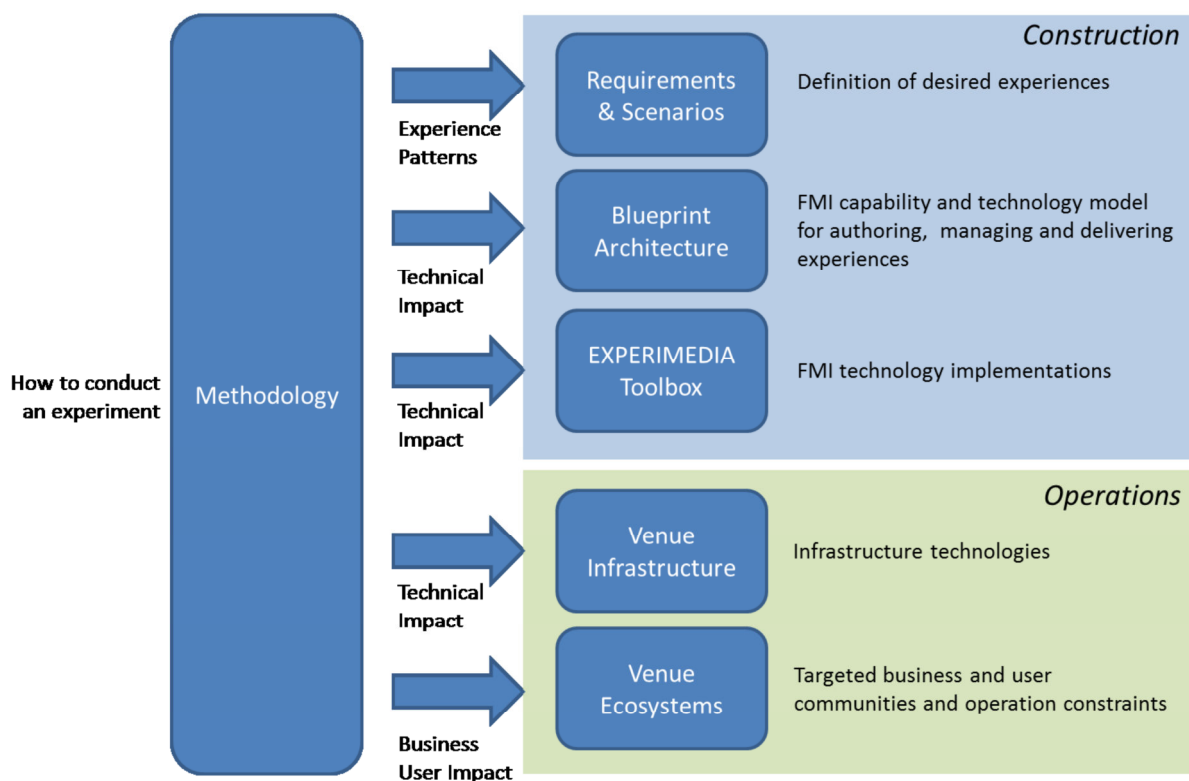 Construction
Requirements
& Scenarios
Definition of desired experiences
Experience
Patterns
Blueprint
Architecture
FMI capability and technology model
for authoring, managing and delivering
experiences
Technical
Impact
EXPERIMEDIA
Toolbox
FMI technology implementations
How to conduct
an experiment
Methodology
Technical
Impact
Operations
Venue
Infrastructure
Infrastructure technologies
Technical
Impact
Venue
Ecosystems
Targeted business and user
communities and operation constraints
Business
User Impact